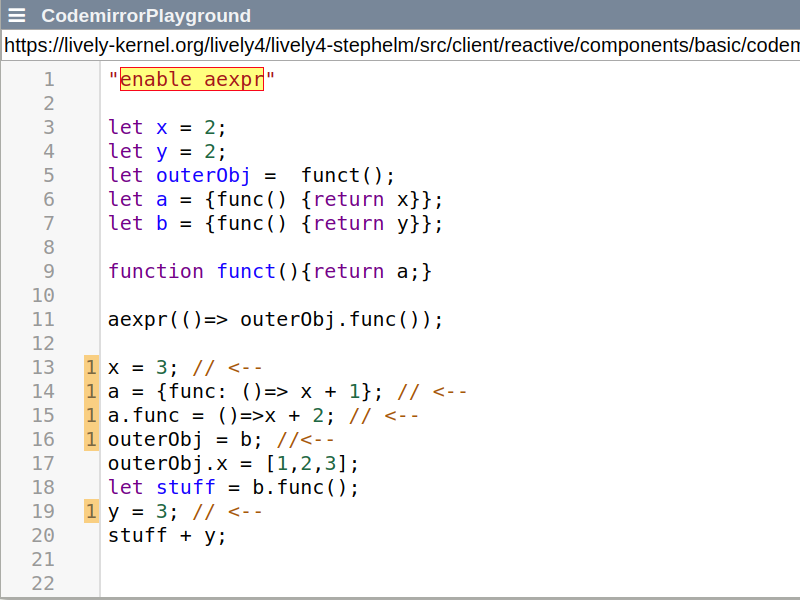 CodemirrorPlayground
https://lively-kernel.org/lively4/lively4-stephelm/src/client/reactive/components/basic/codem
1 "enable aexpr"
2
3 let x = 2;
4 let y = 2;
5 let outerObj =  funct();
6 let a = {func() {return x}};
7 let b = {func() {return y}};
8
9 function funct(){return a;}
10
11 aexpr(()=> outerObj.func());
12
13 1 x = 3; // <--
14 1 a = {func: ()=> x + 1}; // <--
15 1 a.func = ()=>x + 2; // <--
16 1 outerObj = b; //<--
17 outerObj.x = [1,2,3];
18 let stuff = b.func();
19 1 y = 3; // <--
20 stuff + y;
21
22